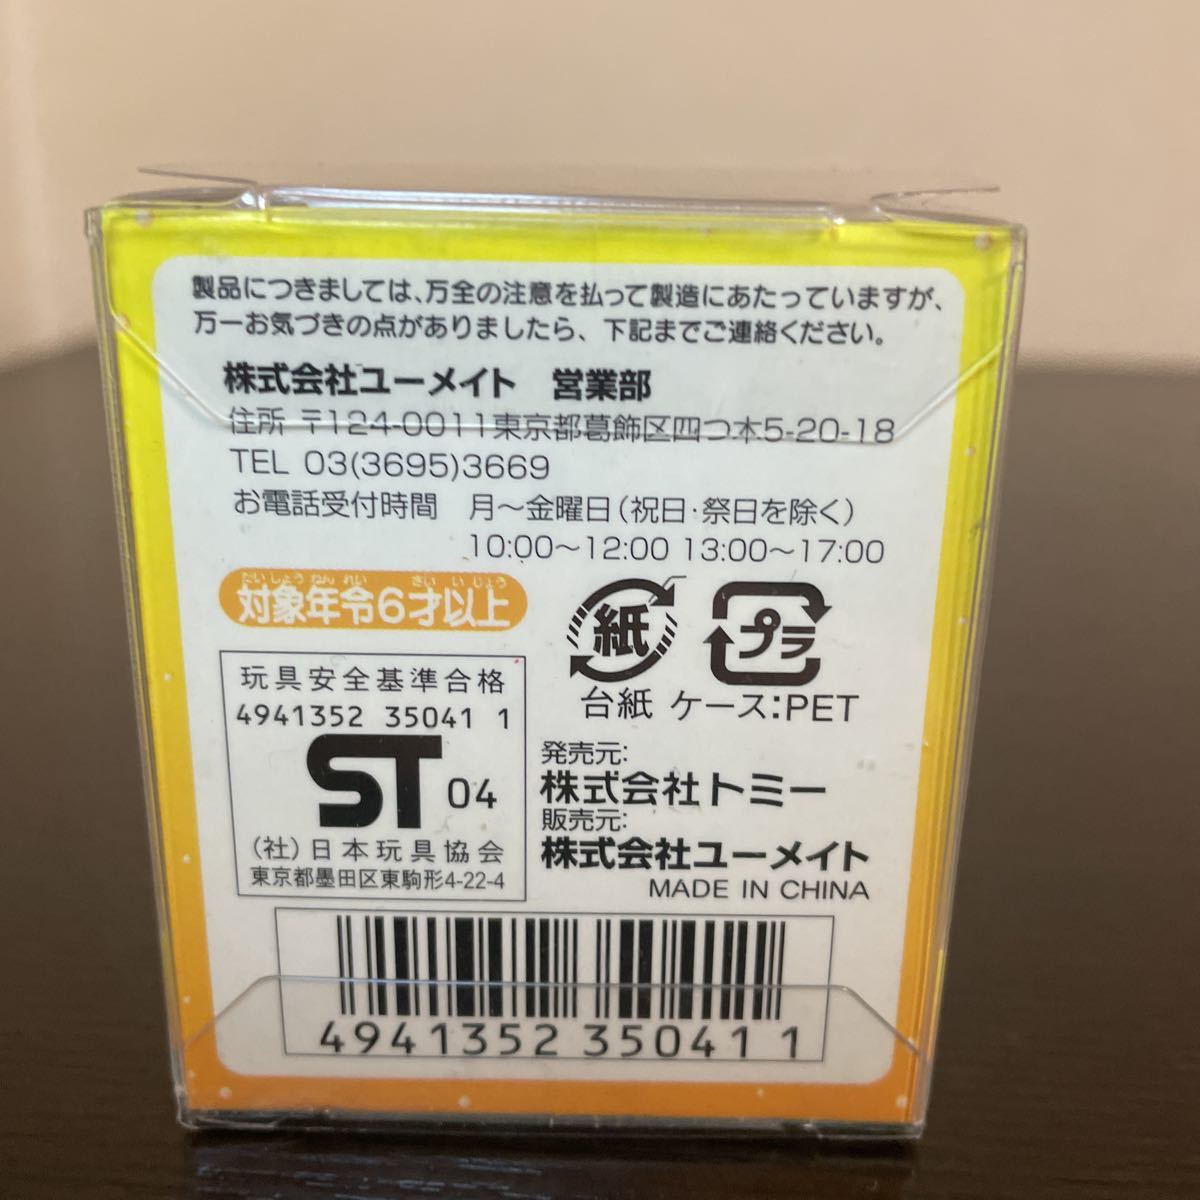 製品につきましては、万全の注意を払って製造にあたっていますが、
万一お気づきの点がありましたら、下記までご連絡ください。
株式会社ユーメイト 営業部
住所 〒124-0011東京都葛飾区四つ木5-20-18
TEL 03(3695)3669
お電話受付時間 月〜金曜日(祝日・祭日を除く)
10:00〜12:00 13:00〜17:00
たいしょうねんれい さいいじょう
対象年令6才以上
紙
プラ
台紙 ケース:PET
玩具安全基準合格
4941352 35041 1
ST 04
(社)日本玩具協会
東京都墨田区東駒形4-22-4
発売元:
株式会社トミー
販売元:
株式会社ユーメイト
MADE IN CHINA
4941352 35041 1